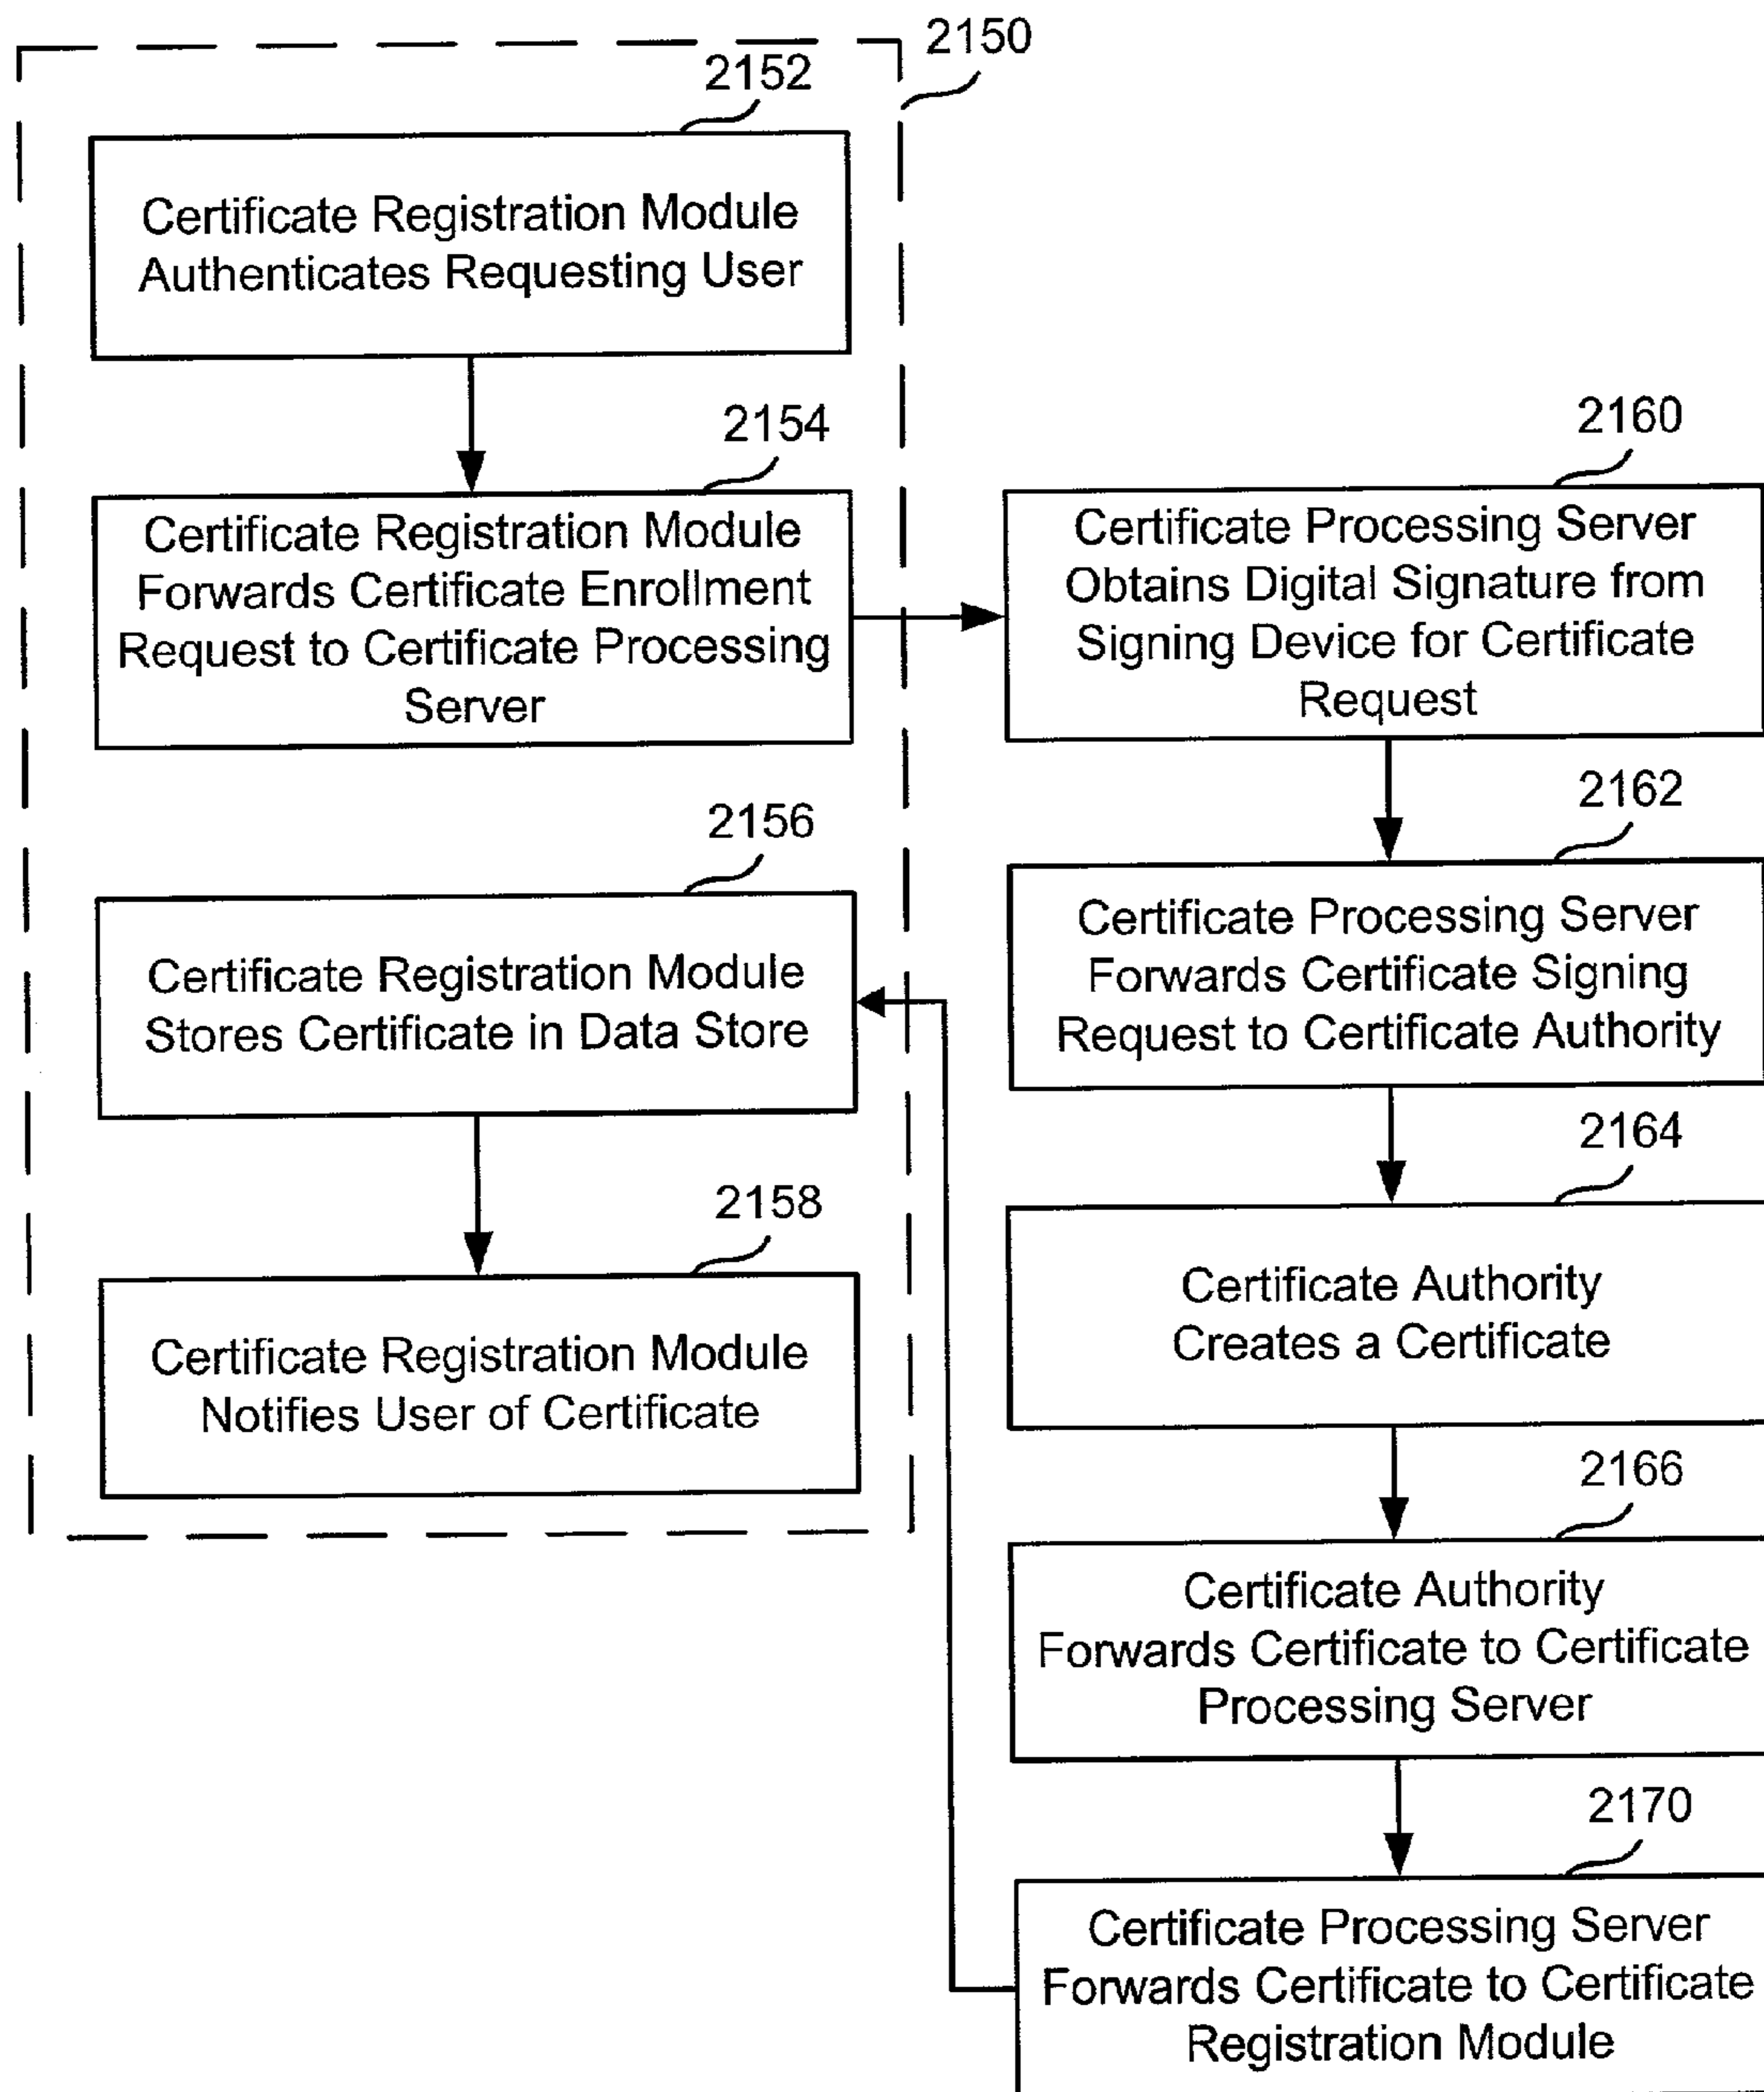 2150
2152
Certificate Registration Module
Authenticates Requesting User
2154
Certificate Registration Module
Forwards Certificate Enrollment
Request to Certificate Processing
Server
2156
Certificate Registration Module
Stores Certificate in Data Store
2158
Certificate Registration Module
Notifies User of Certificate
2160
Certificate Processing Server
Obtains Digital Signature from
Signing Device for Certificate
Request
2162
Certificate Processing Server
Forwards Certificate Signing
Request to Certificate Authority
2164
Certificate Authority
Creates a Certificate
2166
Certificate Authority
Forwards Certificate to Certificate
Processing Server
2170
Certificate Processing Server
Forwards Certificate to Certificate
Registration Module